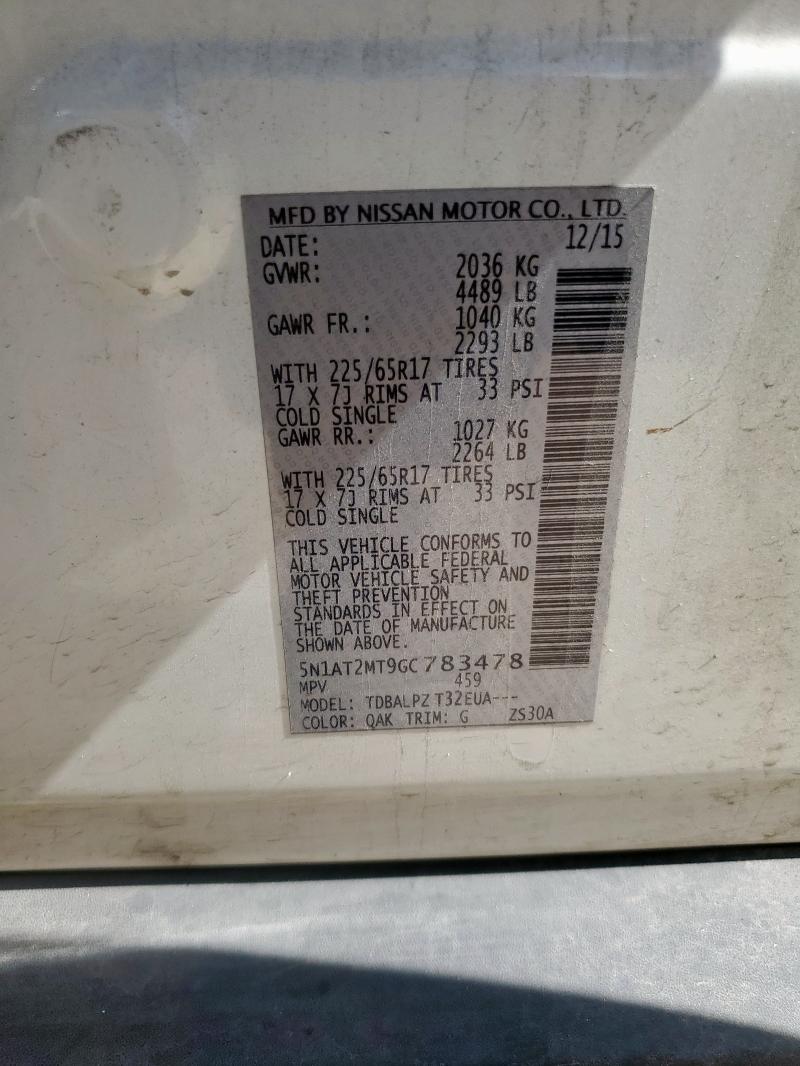 MFD BY NISSAN MOTOR CO., LTD.
DATE: 12/15
GVWR: 2036 KG
4489 LB
GAWR FR.: 1040 KG
2293 LB
WITH 225/65R17 TIRES
17 X 7J RIMS AT 33 PSI
COLD SINGLE
GAWR RR.: 1027 KG
2264 LB
WITH 225/65R17 TIRES
17 X 7J RIMS AT 33 PSI
COLD SINGLE
THIS VEHICLE CONFORMS TO
ALL APPLICABLE FEDERAL
MOTOR VEHICLE SAFETY AND
THEFT PREVENTION
STANDARDS IN EFFECT ON
THE DATE OF MANUFACTURE
SHOWN ABOVE.
5N1AT2MT9GC783478
MPV 459
MODEL: TDBALPZ T32EUA---
COLOR: QAK TRIM: G ZS30A